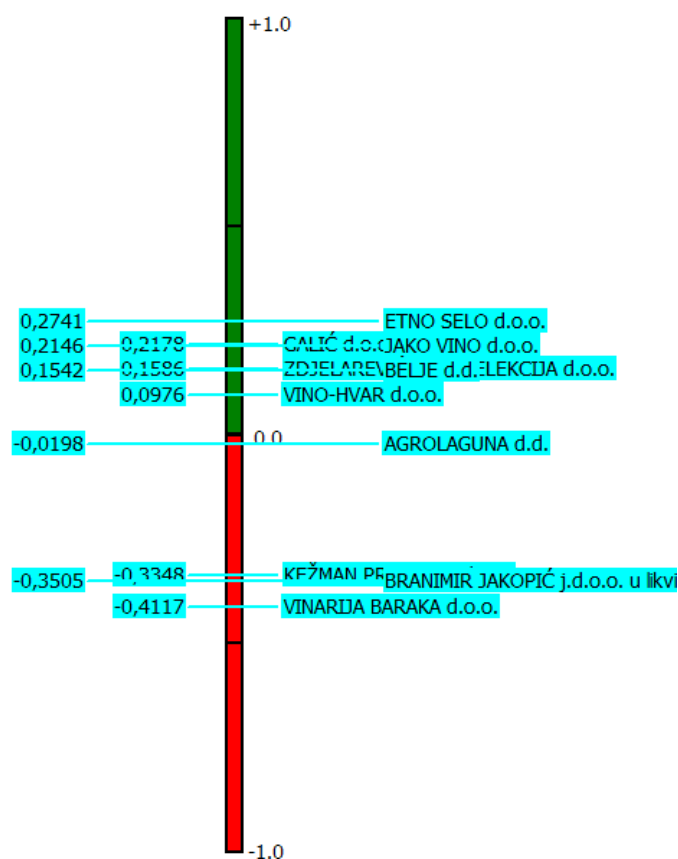 +1.0
0,2741 ETNO SELO d.o.o.
0,2178 GALIĆ d.o.o.
0,2146 JAKO VINO d.o.o.
0,1586 ELEKCIJA d.o.o.
0,1542 BELJE d.d.
0,0976 VINO-HVAR d.o.o.
0.0
-0,0198 AGROLAGUNA d.d.
-0,3348 KEŽMAN
-0,3505 BRANIMIR JAKOPIĆ j.d.o.o. u likvi
-0,4117 VINARIJA BARAKA d.o.o.
-1.0